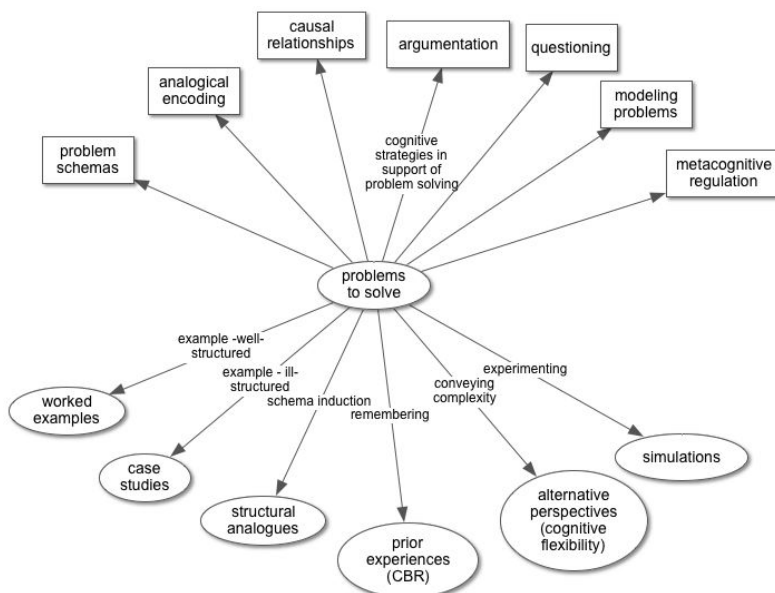 causal
relationships
argumentation
questioning
analogical
encoding
modeling
problems
problem
schemas
cognitive
strategies in
support of
problem solving
metacognitive
regulation
problems
to solve
example -well-
structured
example - ill-
structured
schema induction
remembering
conveying
complexity
experimenting
worked
examples
case
studies
structural
analogues
prior
experiences
(CBR)
alternative
perspectives
(cognitive
flexibility)
simulations